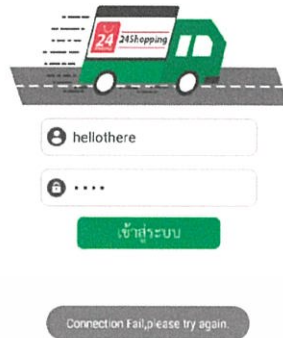 24
24Shopping
hellothere
••••
เข้าสู่ระบบ
Connection Fail,please try again.